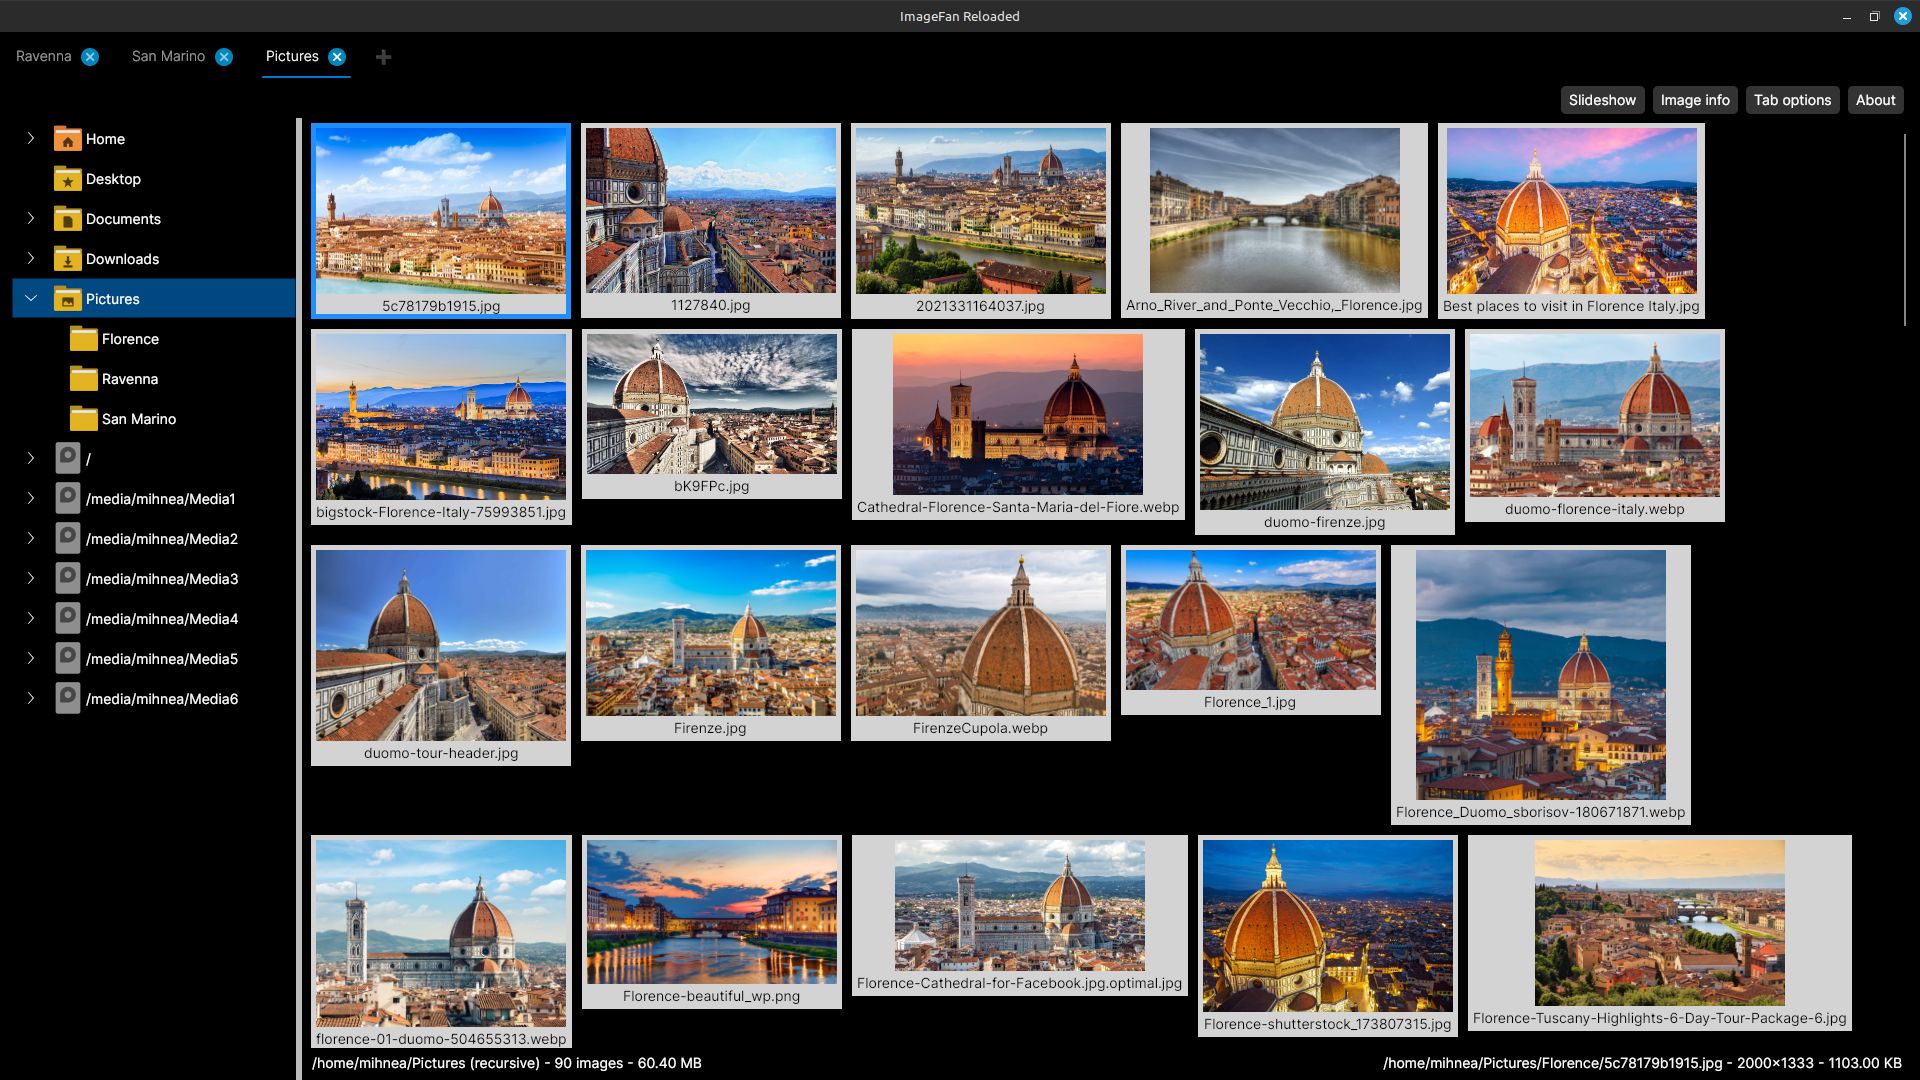 ImageFan Reloaded
Ravenna
San Marino
Pictures
Slideshow
Image info
Tab options
About
Home
Desktop
Documents
Downloads
Pictures
Florence
Ravenna
San Marino
/
/media/mihnea/Media1
/media/mihnea/Media2
/media/mihnea/Media3
/media/mihnea/Media4
/media/mihnea/Media5
/media/mihnea/Media6
5c78179b1915.jpg
1127840.jpg
2021331164037.jpg
Arno_River_and_Ponte_Vecchio,_Florence.jpg
Best places to visit in Florence Italy.jpg
bigstock-Florence-Italy-75993851.jpg
bK9FPc.jpg
Cathedral-Florence-Santa-Maria-del-Fiore.webp
duomo-firenze.jpg
duomo-florence-italy.webp
duomo-tour-header.jpg
Firenze.jpg
FirenzeCupola.webp
Florence_1.jpg
Florence_Duomo_sborisov-180671871.webp
florence-01-duomo-504655313.webp
Florence-beautiful_wp.png
Florence-Cathedral-for-Facebook.jpg.optimal.jpg
Florence-shutterstock_173807315.jpg
Florence-Tuscany-Highlights-6-Day-Tour-Package-6.jpg
/home/mihnea/Pictures (recursive) - 90 images - 60.40 MB
/home/mihnea/Pictures/Florence/5c78179b1915.jpg - 2000×1333 - 1103.00 KB